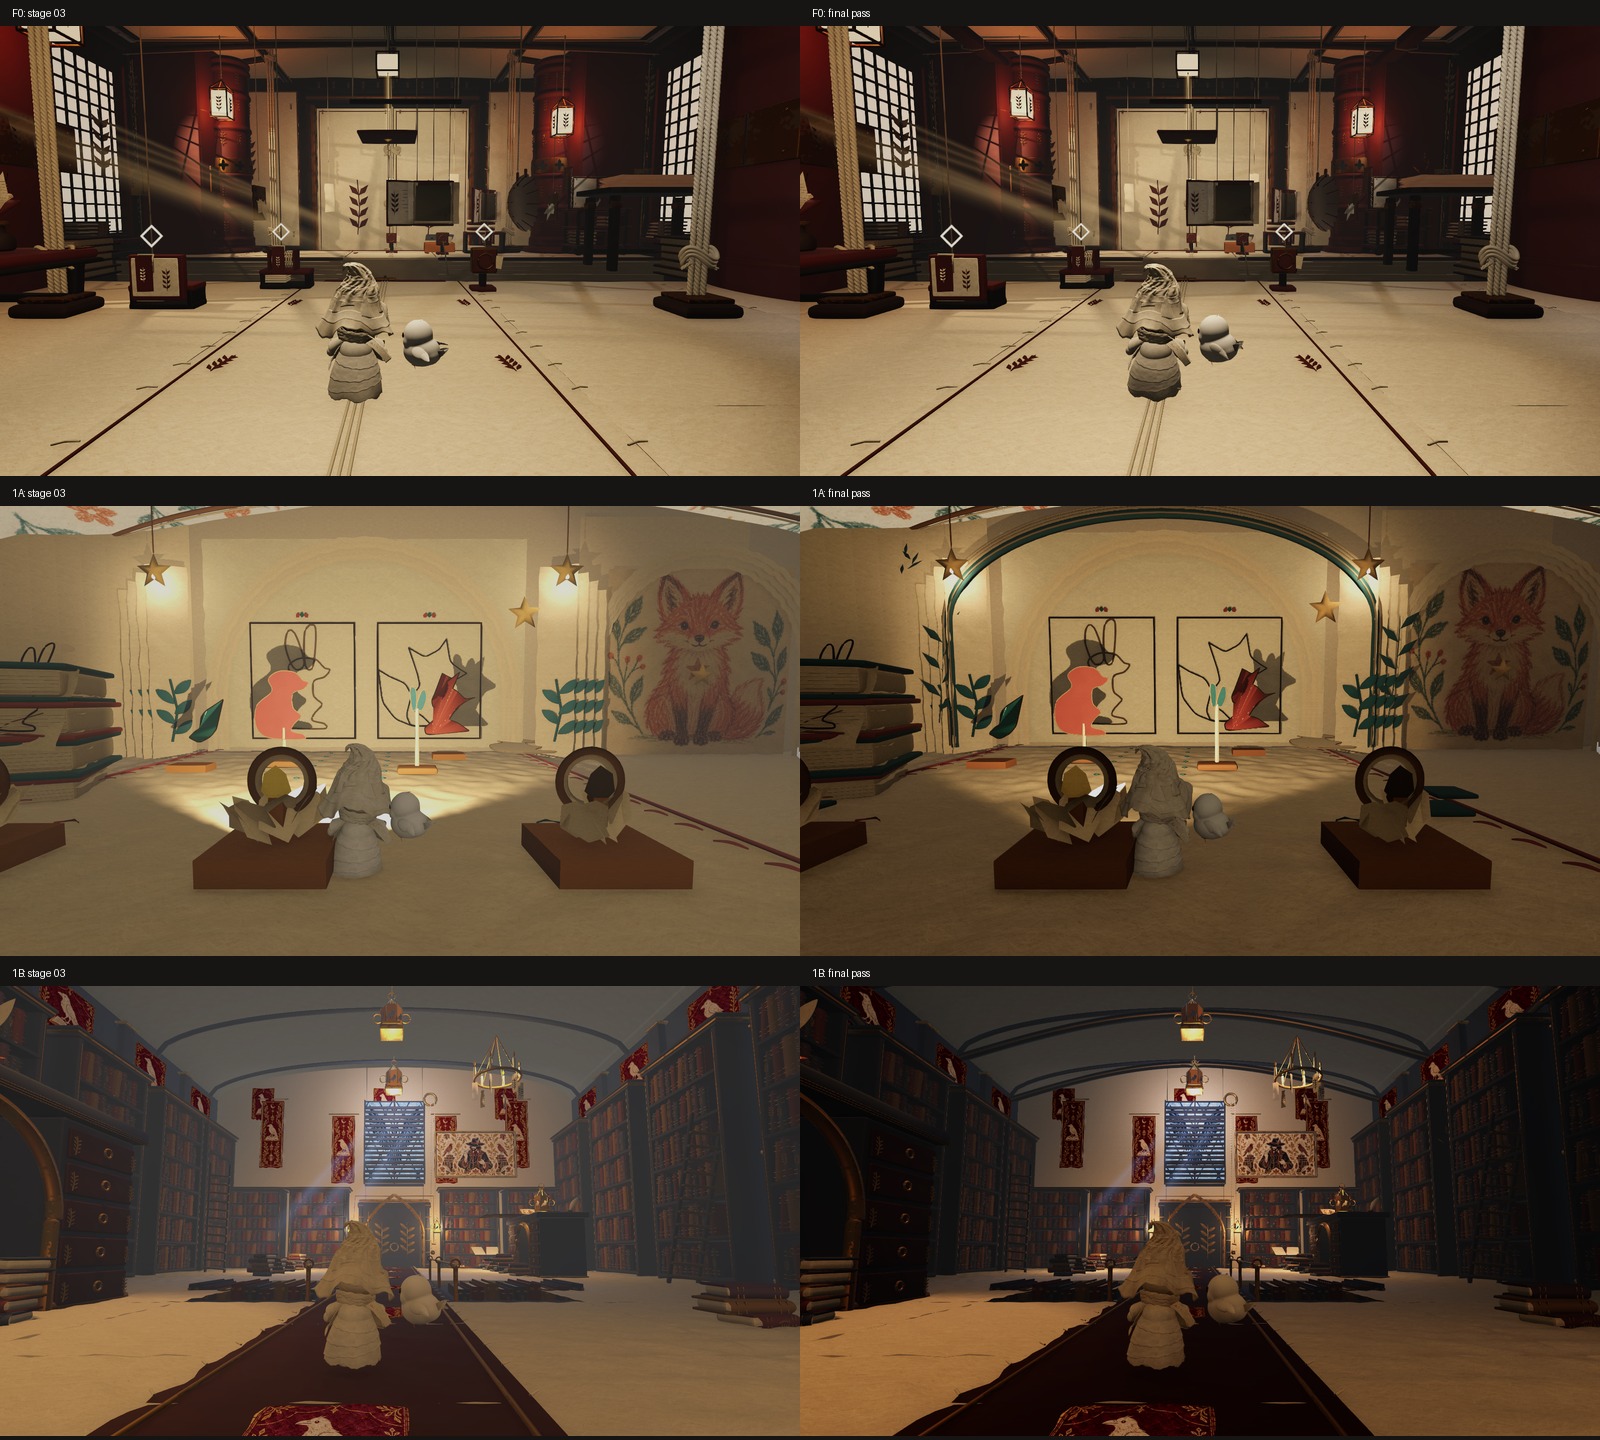 F0: stage 03
F0: final pass
1A: stage 03
1A: final pass
1B: stage 03
1B: final pass